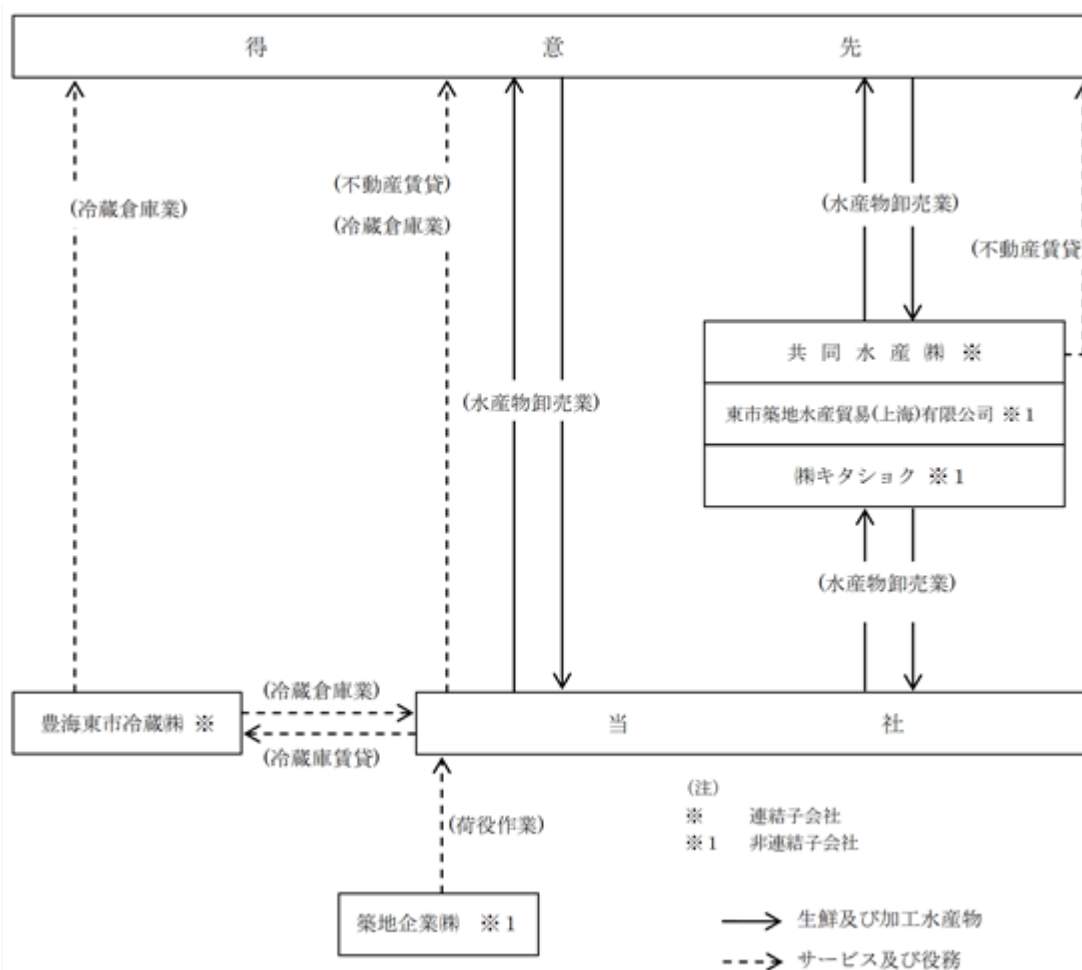 得 意 先
(不動産賃貸)
(冷蔵倉庫業)
(水産物卸売業)
(冷蔵倉庫業)
(不動産賃貸)
共 同 水 産 ㈱ ※
(水産物卸売業)
東市築地水産貿易(上海)有限公司 ※1
㈱キタショク ※1
(水産物卸売業)
(冷蔵倉庫業)
豊海東市冷蔵㈱ ※
当 社
(冷蔵庫賃貸)
(注)
※ 連結子会社
(荷役作業)
※1 非連結子会社
築地企業㈱ ※1
生鮮及び加工水産物
サービス及び役務